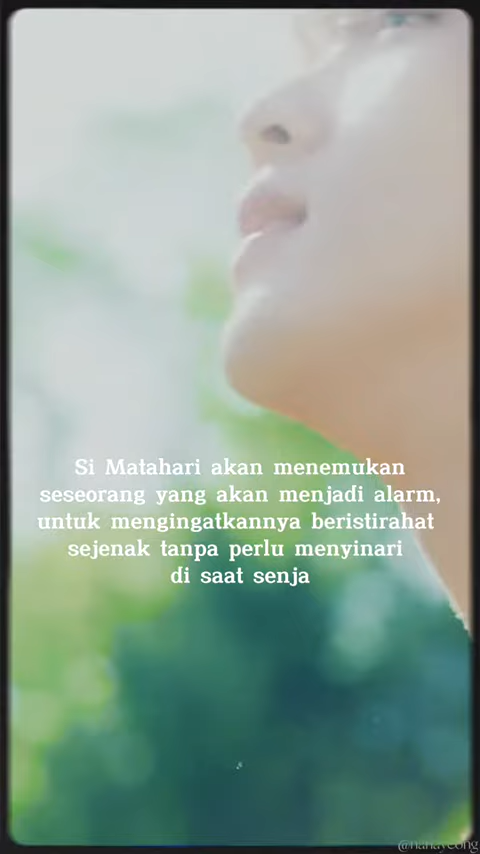 Si Matahari akan menemukan
seseorang yang akan menjadi alarm,
untuk mengingatkannya beristirahat
sejenak tanpa perlu menyinari
di saat senja
@nanayeong